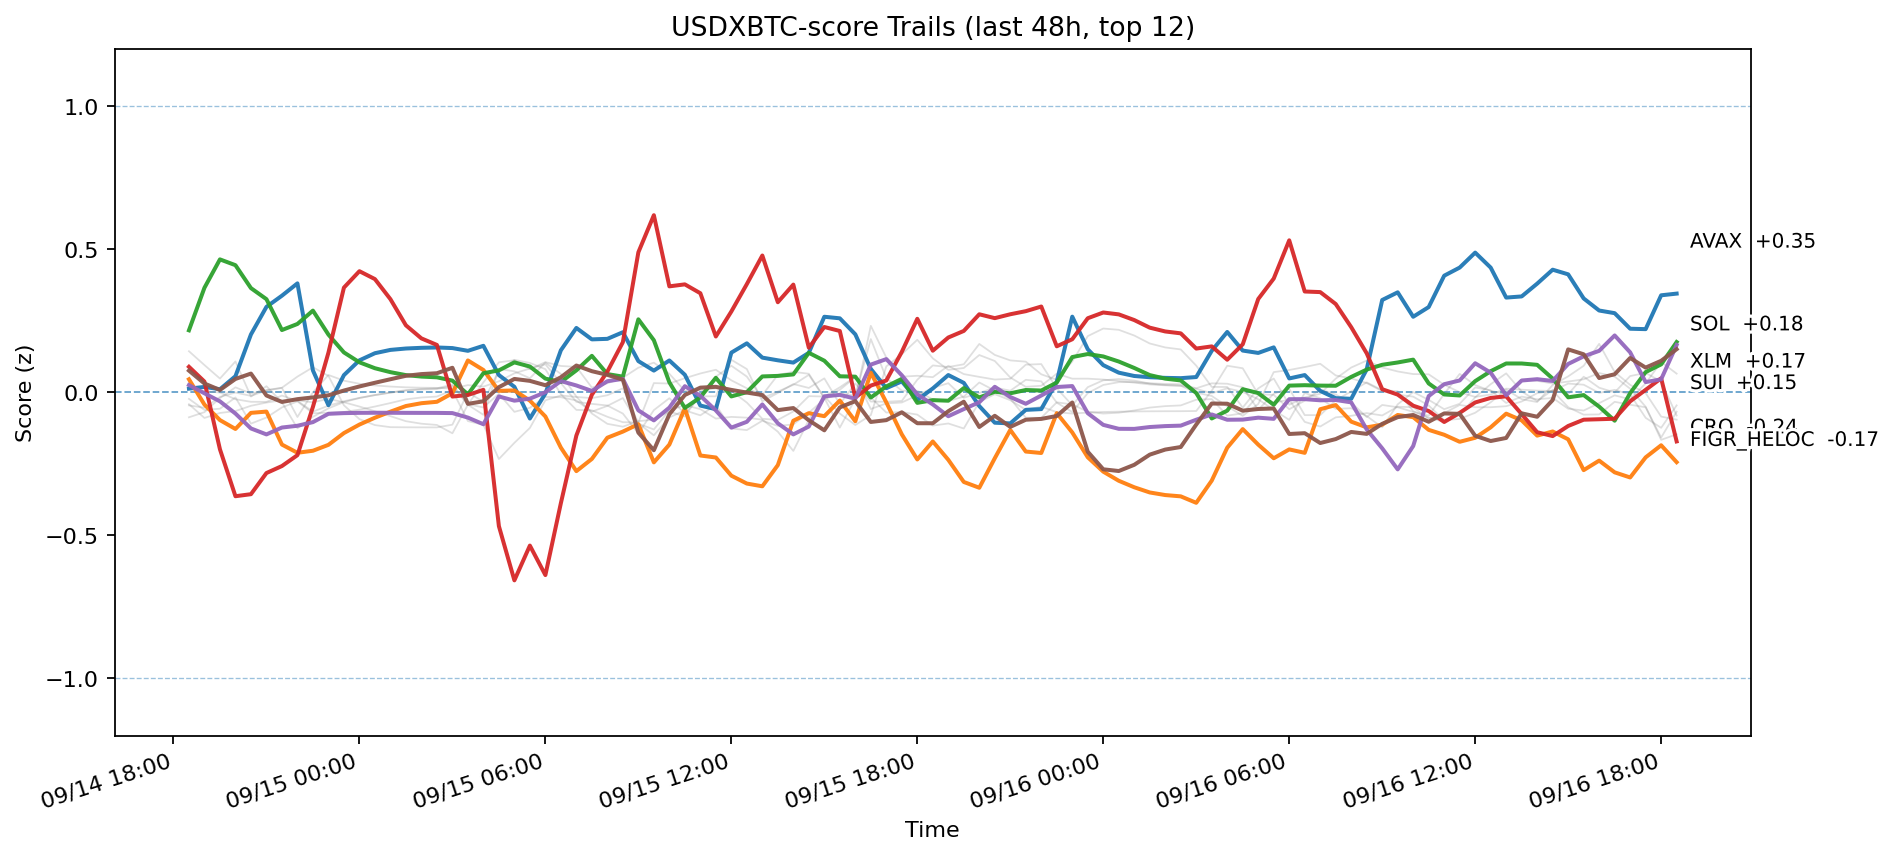 USDXBTC-score Trails (last 48h, top 12)
Score (z)
1.0
0.5
0.0
−0.5
−1.0
AVAX +0.35
SOL +0.18
XLM +0.17
SUI +0.15
CRO -0.24
FIGR_HELOC -0.17
09/14 18:00
09/15 00:00
09/15 06:00
09/15 12:00
09/15 18:00
09/16 00:00
09/16 06:00
09/16 12:00
09/16 18:00
Time